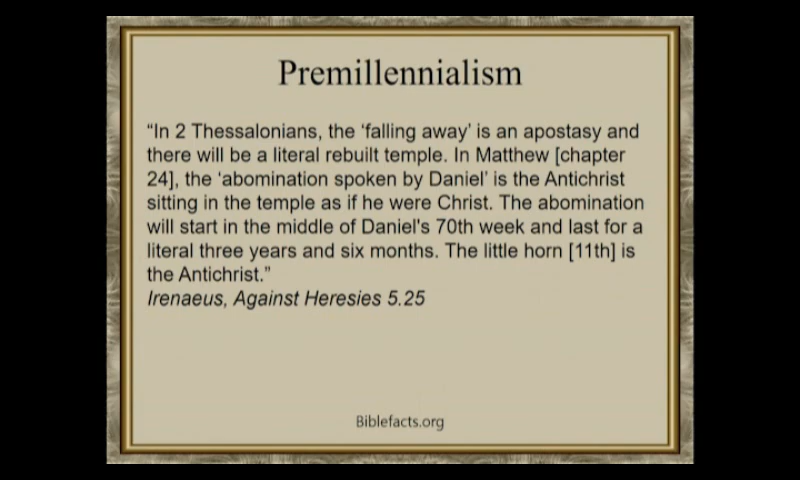 Premillennialism
“In 2 Thessalonians, the ‘falling away’ is an apostasy and
there will be a literal rebuilt temple. In Matthew [chapter
24], the ‘abomination spoken by Daniel’ is the Antichrist
sitting in the temple as if he were Christ. The abomination
will start in the middle of Daniel's 70th week and last for a
literal three years and six months. The little horn [11th] is
the Antichrist.”
Irenaeus, Against Heresies 5.25
Biblefacts.org